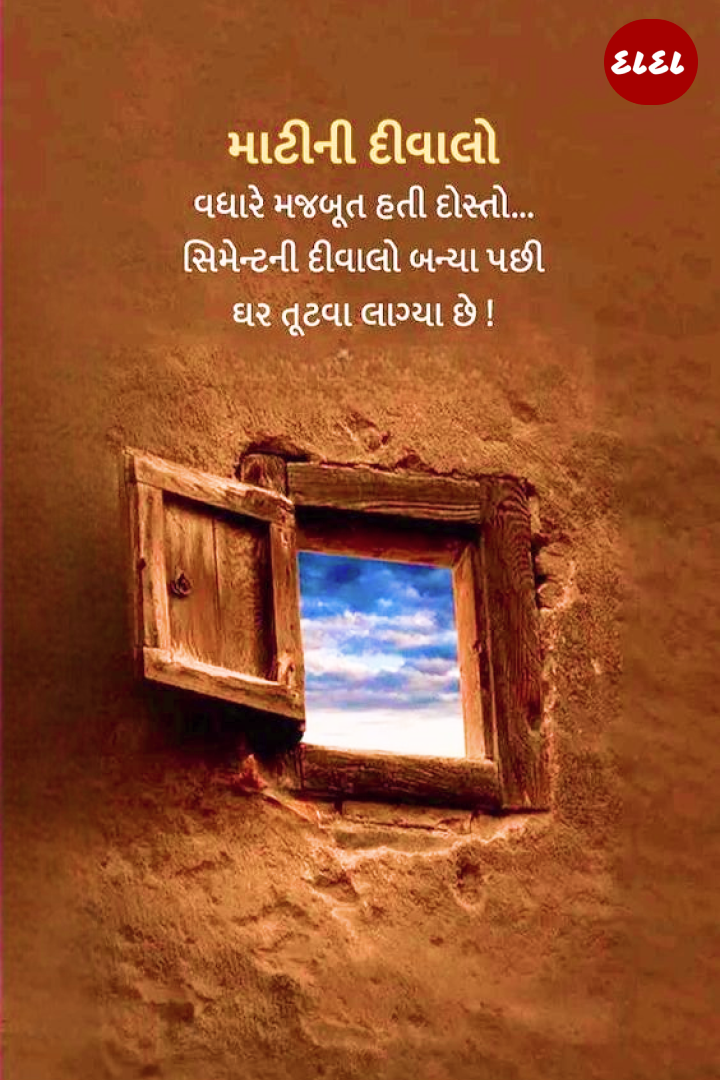 દાદા
માટીની દીવાલો
વધારે મજબૂત હતી દોસ્તો...
સિમેન્ટની દીવાલો બન્યા પછી
ઘર તૂટવા લાગ્યા છે !